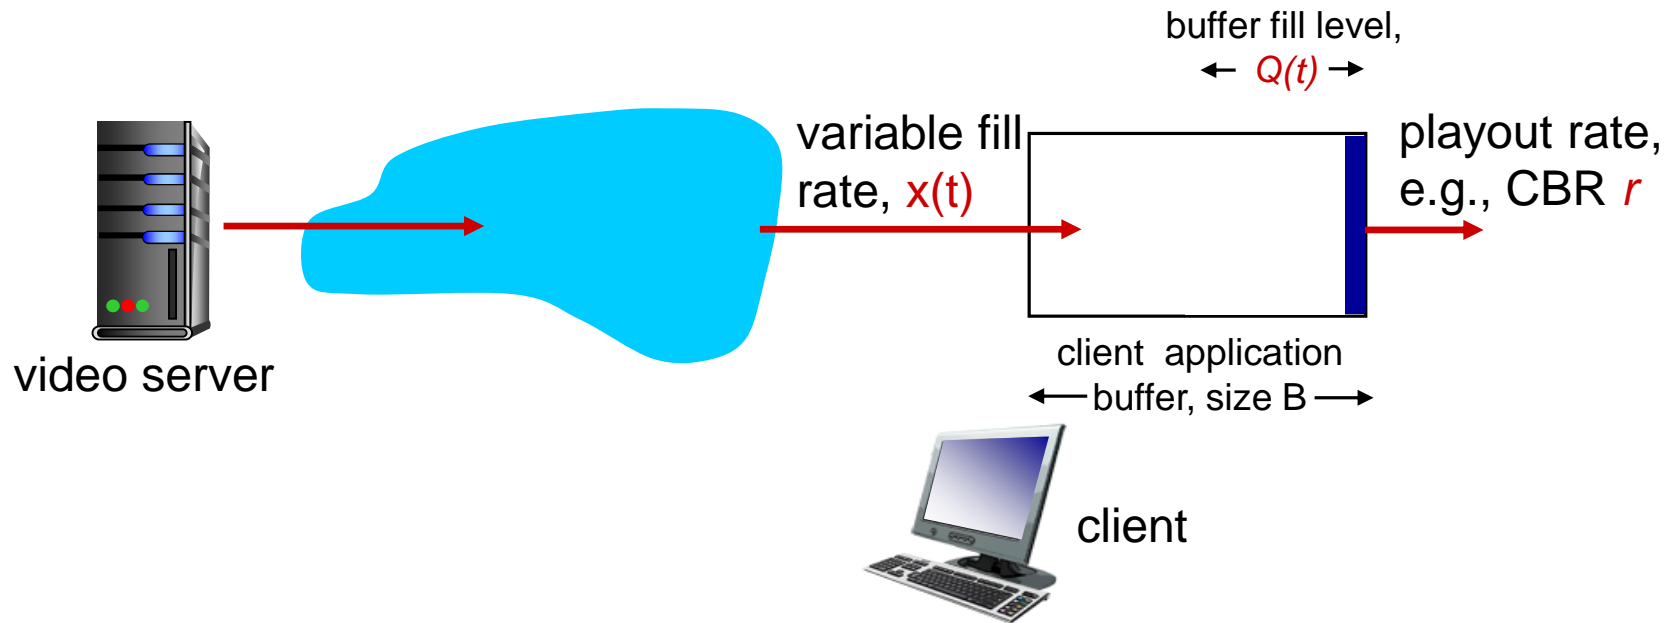 buffer fill level,
Q(t)
variable fill
rate, x(t)
playout rate,
e.g., CBR r
video server
client application
buffer, size B
client